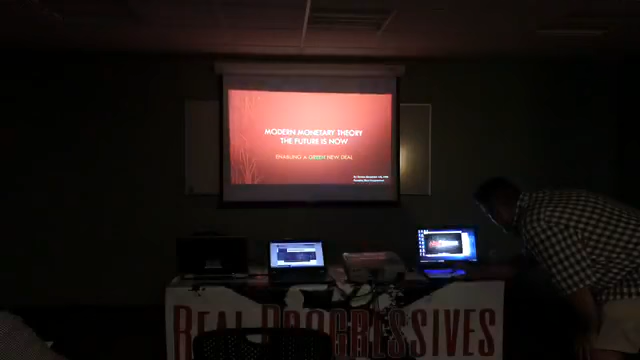 MODERN MONETARY THEORY
THE FUTURE IS NOW
ENABLING A GREEN NEW DEAL
REAL PROGRESSIVES